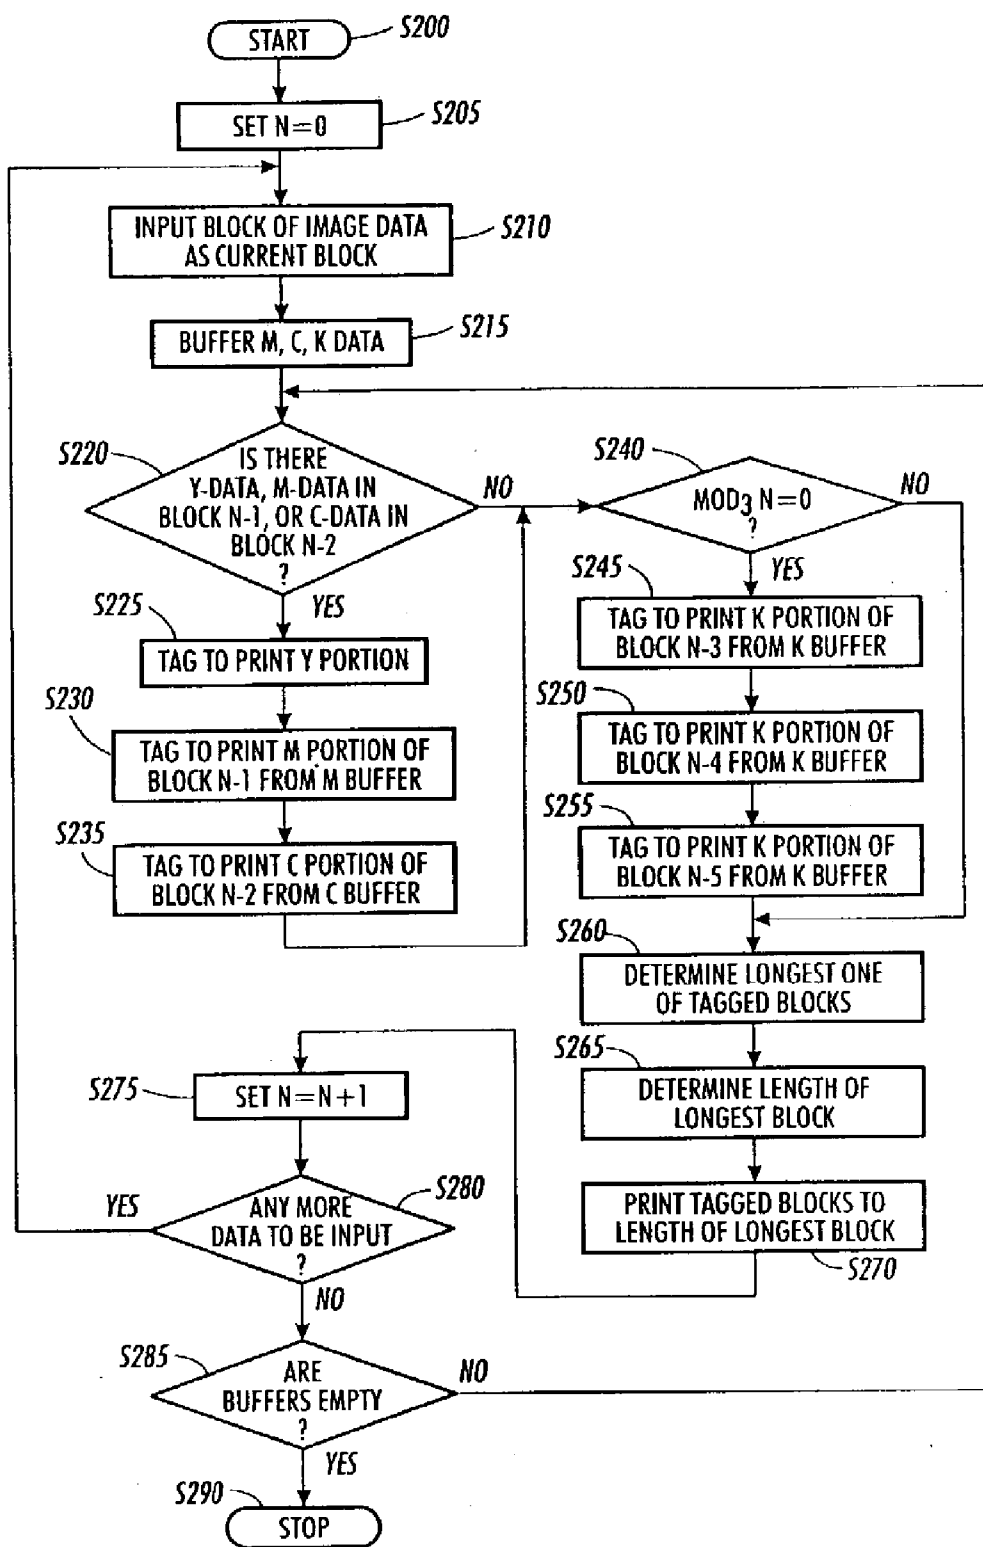 START
S200
SET N=0
S205
INPUT BLOCK OF IMAGE DATA
AS CURRENT BLOCK
S210
BUFFER M, C, K DATA
S215
S220
IS THERE
Y-DATA, M-DATA IN
BLOCK N-1, OR C-DATA IN
BLOCK N-2
?
NO
YES
S225
TAG TO PRINT Y PORTION
S230
TAG TO PRINT M PORTION OF
BLOCK N-1 FROM M BUFFER
S235
TAG TO PRINT C PORTION OF
BLOCK N-2 FROM C BUFFER
S240
MOD3 N=0
?
NO
YES
S245
TAG TO PRINT K PORTION OF
BLOCK N-3 FROM K BUFFER
S250
TAG TO PRINT K PORTION OF
BLOCK N-4 FROM K BUFFER
S255
TAG TO PRINT K PORTION OF
BLOCK N-5 FROM K BUFFER
S260
DETERMINE LONGEST ONE
OF TAGGED BLOCKS
S265
DETERMINE LENGTH OF
LONGEST BLOCK
PRINT TAGGED BLOCKS TO
LENGTH OF LONGEST BLOCK
S270
S275
SET N=N+1
S280
YES
ANY MORE
DATA TO BE INPUT
?
NO
S285
ARE
BUFFERS EMPTY
?
NO
YES
S290
STOP